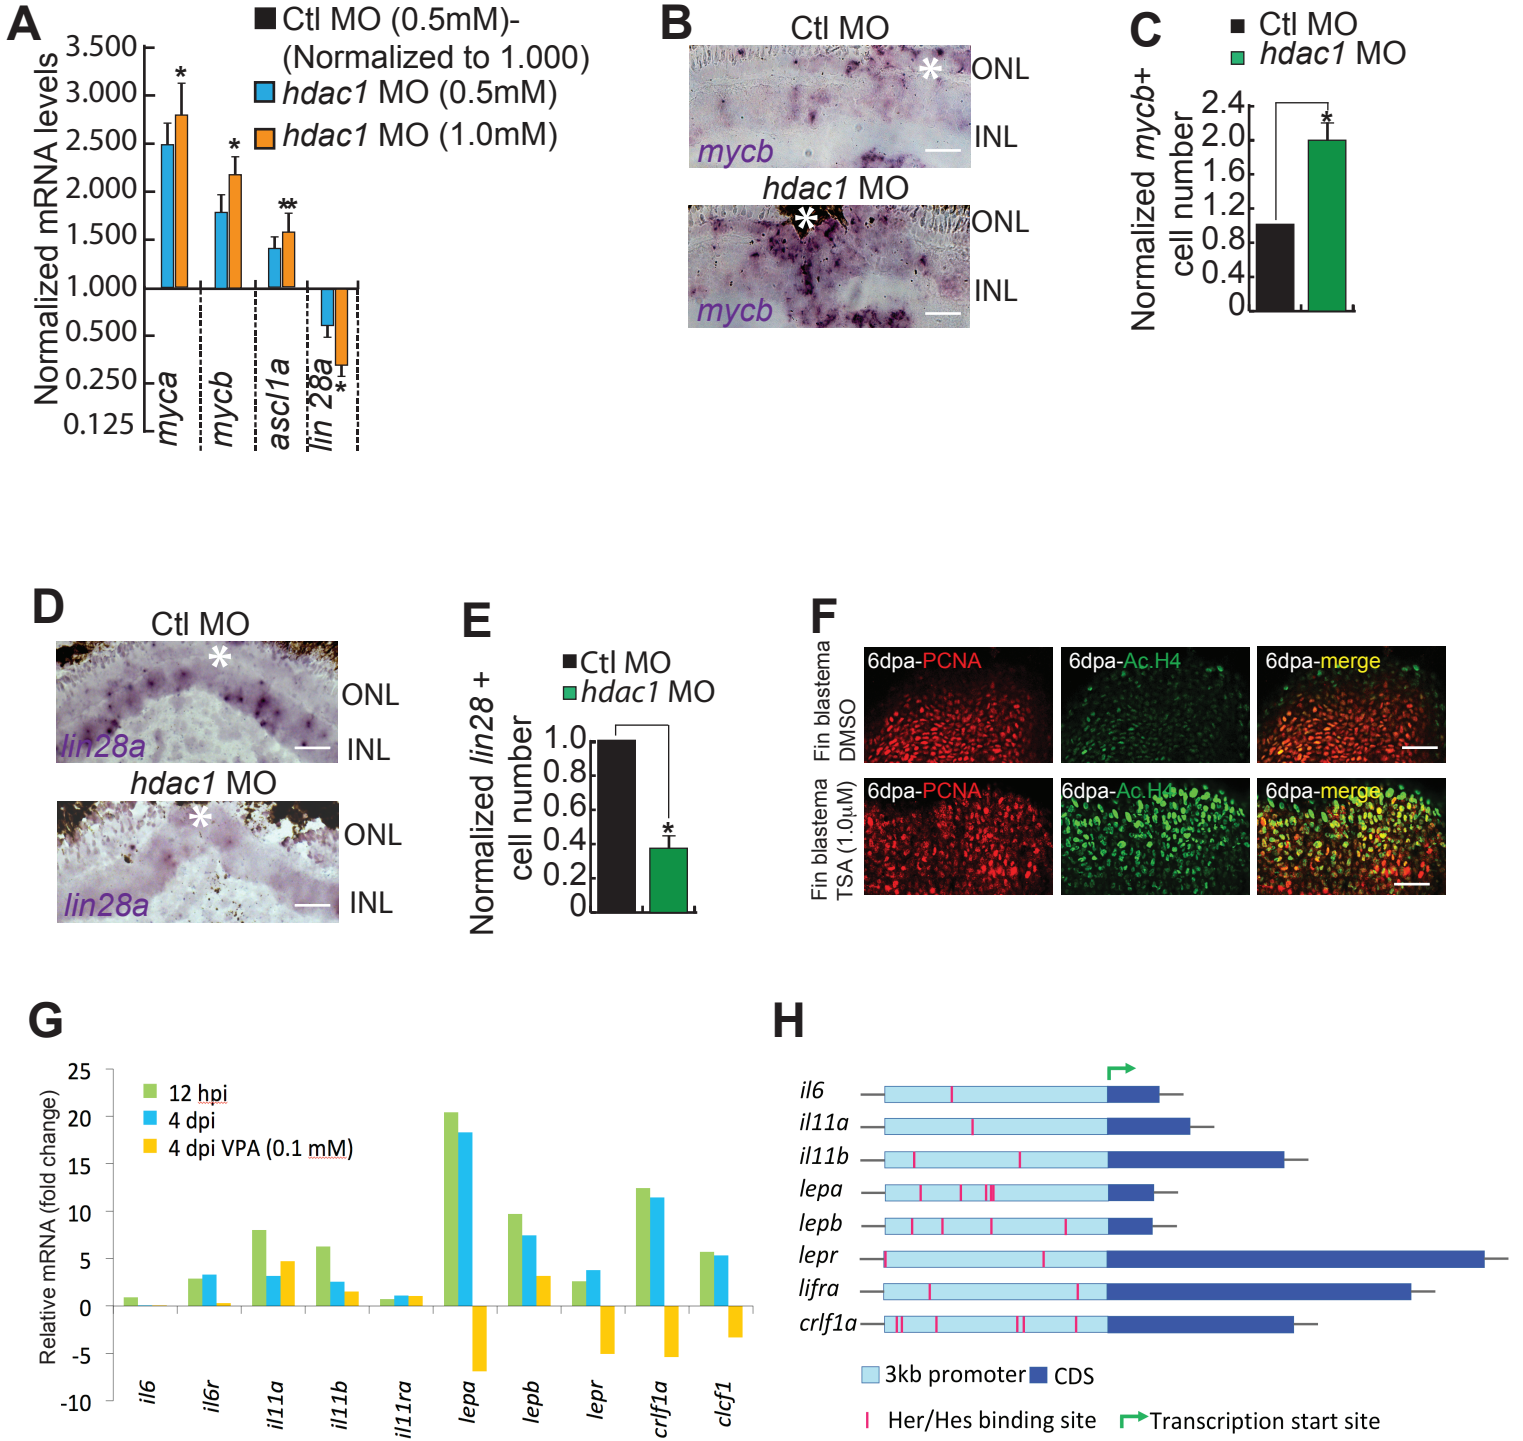 A
Normalized mRNA levels
3.500
3.000
2.500
2.000
1.500
1.000
0.500
0.250
0.125
Ctl MO (0.5mM)-
(Normalized to 1.000)
hdac1 MO (0.5mM)
hdac1 MO (1.0mM)
*
*
**
*
myca
mycb
ascl1a
lin 28a
B
Ctl MO
*
ONL
INL
mycb
hdac1 MO
*
ONL
INL
mycb
C
Ctl MO
hdac1 MO
Normalized mycb+
cell number
2.4
2.0
1.6
1.2
0.8
0.4
0
*
D
Ctl MO
*
ONL
INL
lin28a
hdac1 MO
*
ONL
INL
lin28a
E
Ctl MO
hdac1 MO
Normalized lin28 +
cell number
1.0
0.8
0.6
0.4
0.2
0
*
F
Fin blastema
DMSO
6dpa-PCNA
6dpa-Ac.H4
6dpa-merge
Fin blastema
TSA (1.0µM)
6dpa-PCNA
6dpa-Ac.H4
6dpa-merge
G
Relative mRNA (fold change)
25
20
15
10
5
0
-5
-10
12 hpi
4 dpi
4 dpi VPA (0.1 mM)
il6
il6r
il11a
il11b
il11ra
lepa
lepb
lepr
crlf1a
clcf1
H
il6
il11a
il11b
lepa
lepb
lepr
lifra
crlf1a
3kb promoter CDS
Her/Hes binding site Transcription start site